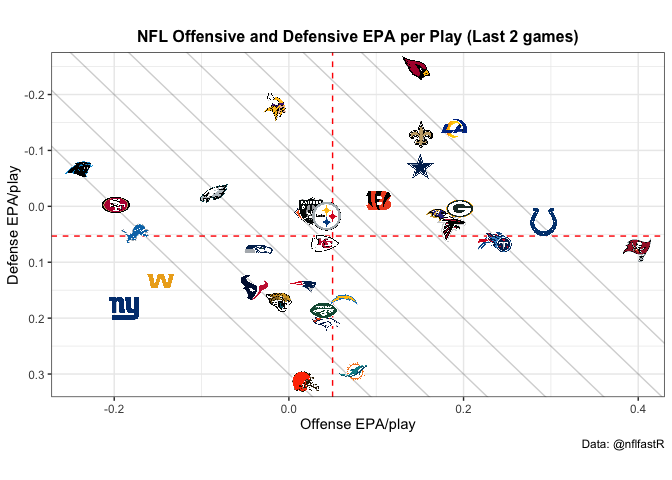 NFL Offensive and Defensive EPA per Play (Last 2 games)
Defense EPA/play
-0.2
-0.1
0.0
0.1
0.2
0.3
-0.2
0.0
0.2
0.4
Offense EPA/play
Data: @nflfastR
W
ny
G
T